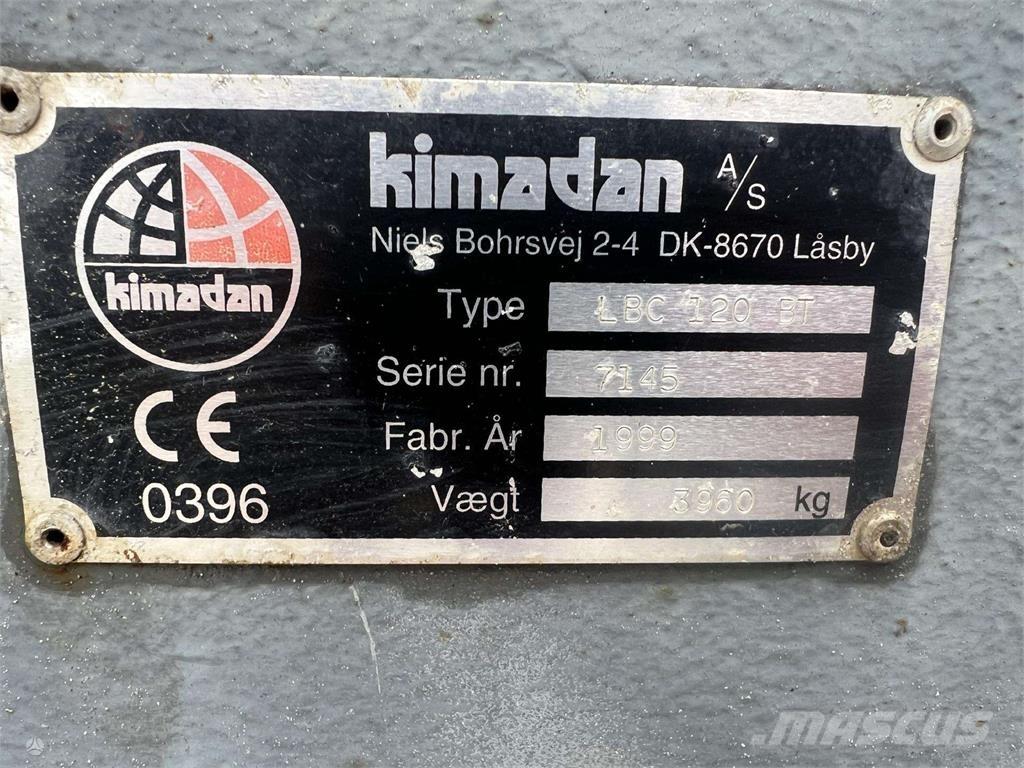 kimadan A/S
Niels Bohrsvej 2-4 DK-8670 Låsby
kimadan
Type LBC 120 BT
Serie nr. 7145
Fabr. År 1999
Vægt 3960 kg
CE
0396
mascus